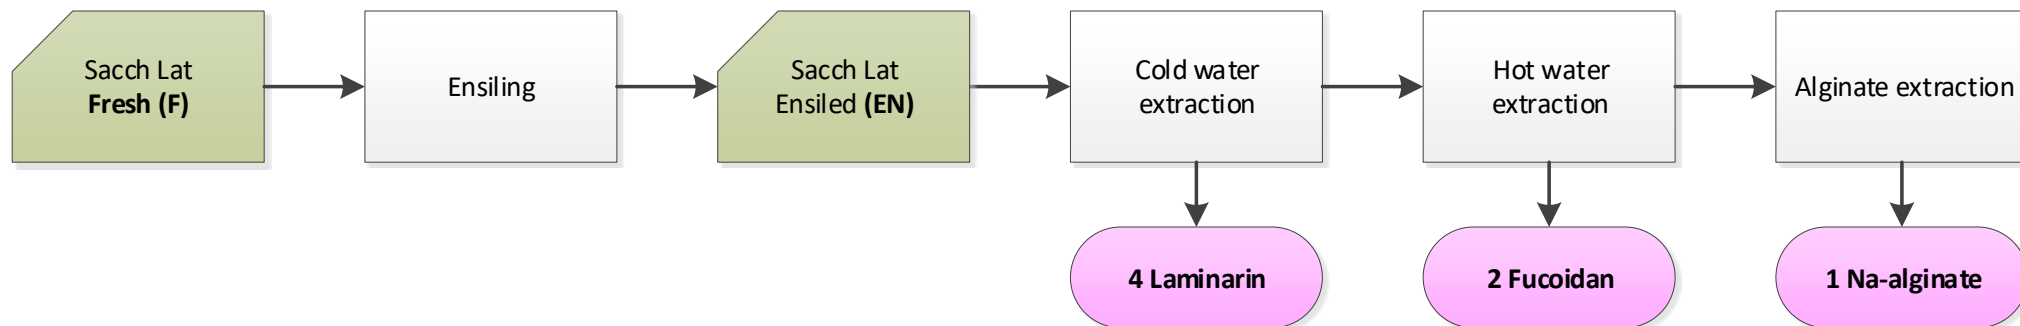 Sacch Lat
Fresh (F)
Ensiling
Sacch Lat
Ensiled (EN)
Cold water
extraction
Hot water
extraction
Alginate extraction
4 Laminarin
2 Fucoidan
1 Na-alginate